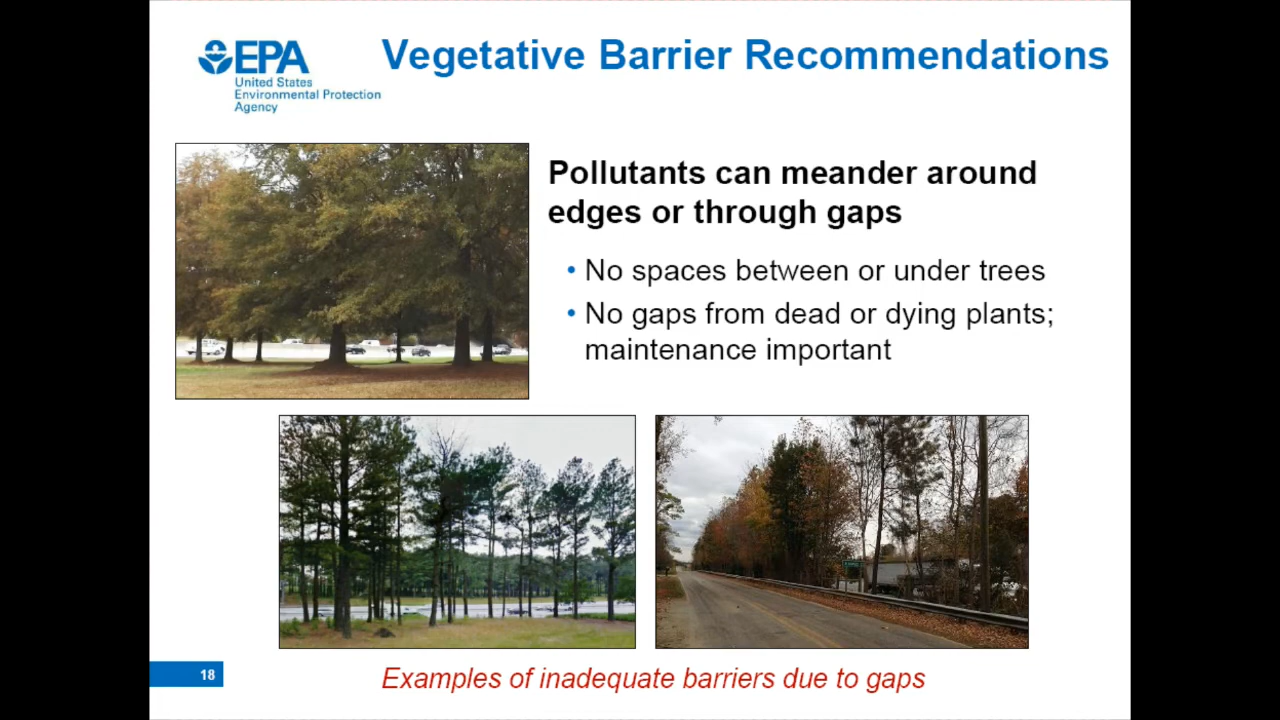 EPA
United States
Environmental Protection
Agency
Vegetative Barrier Recommendations
Pollutants can meander around
edges or through gaps
• No spaces between or under trees
• No gaps from dead or dying plants;
maintenance important
Examples of inadequate barriers due to gaps
18